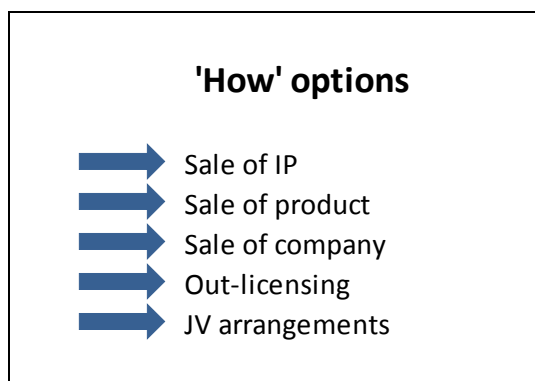 'How' options
Sale of IP
Sale of product
Sale of company
Out-licensing
JV arrangements